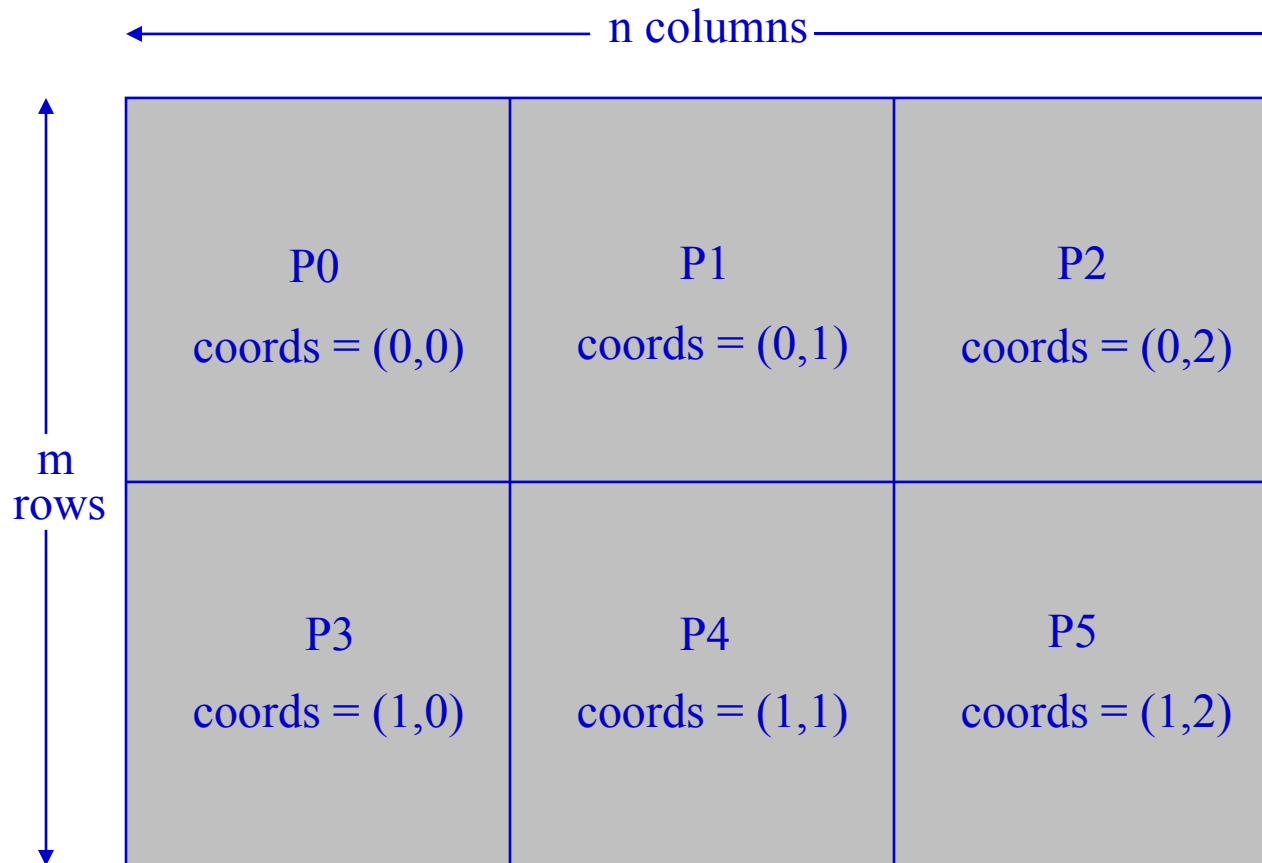 n columns
P0
coords = (0,0)
P1
coords = (0,1)
P2
coords = (0,2)
m
rows
P3
coords = (1,0)
P4
coords = (1,1)
P5
coords = (1,2)